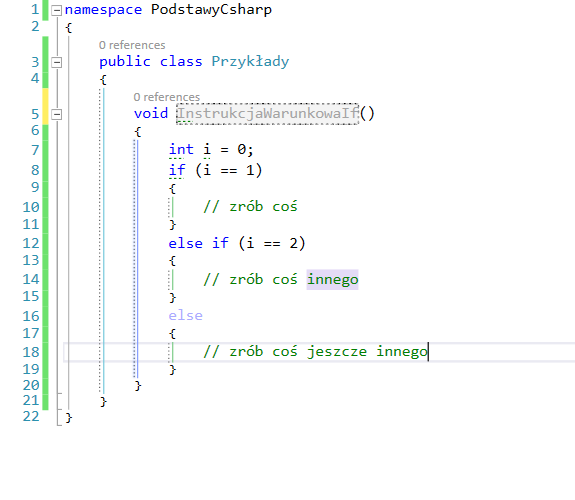 1 namespace PodstawyCsharp
2 {
0 references
3 public class Przykłady
4 {
0 references
5 void InstrukcjaWarunkowaIf()
6 {
7 int i = 0;
8 if (i == 1)
9 {
10 // zrób coś
11 }
12 else if (i == 2)
13 {
14 // zrób coś innego
15 }
16 else
17 {
18 // zrób coś jeszcze innego
19 }
20 }
21 }
22 }